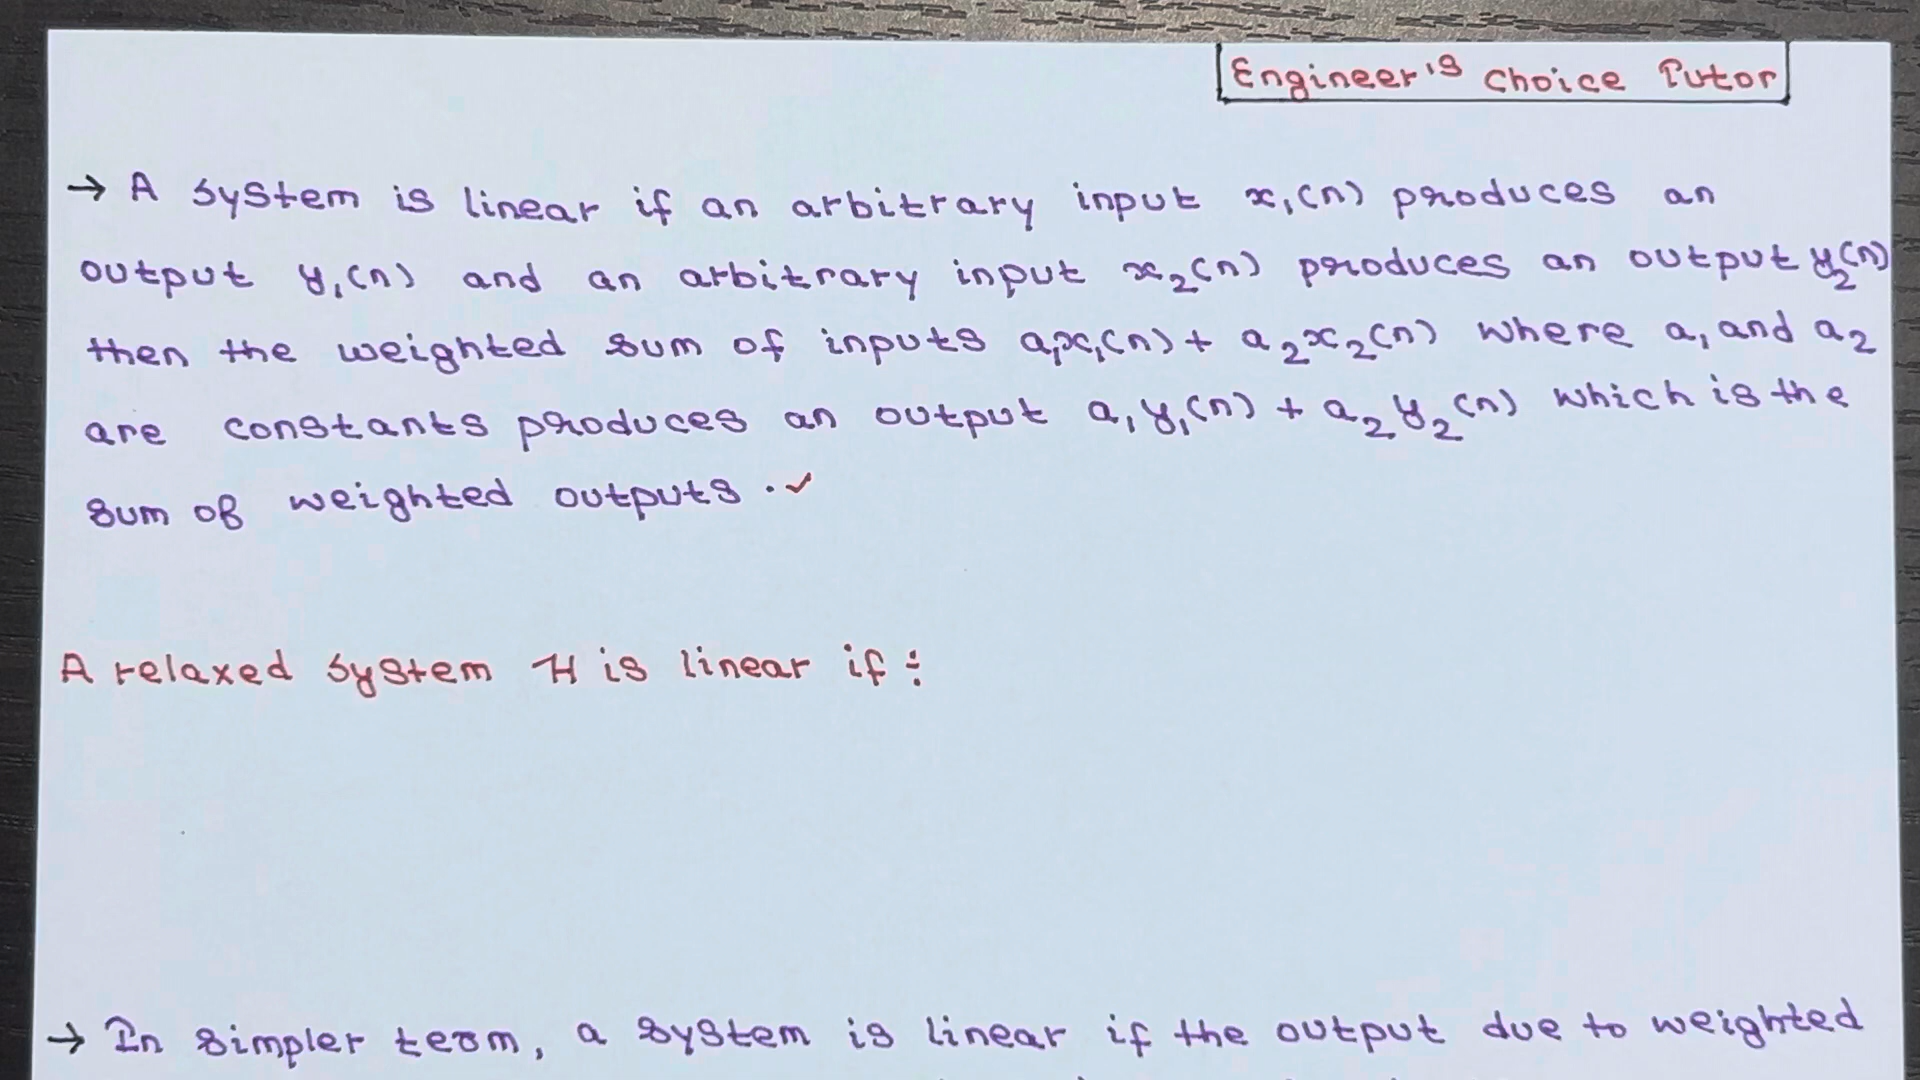 Engineer's Choice Tutor
→ A system is linear if an arbitrary input x₁(n) produces an
output y₁(n) and an arbitrary input x₂(n) produces an output y₂(n)
then the weighted sum of inputs a₁x₁(n) + a₂x₂(n) where a₁ and a₂
are constants produces an output a₁y₁(n) + a₂y₂(n) which is the
sum of weighted outputs. ✓
A relaxed system H is linear if:
→ In simpler term, a system is linear if the output due to weighted